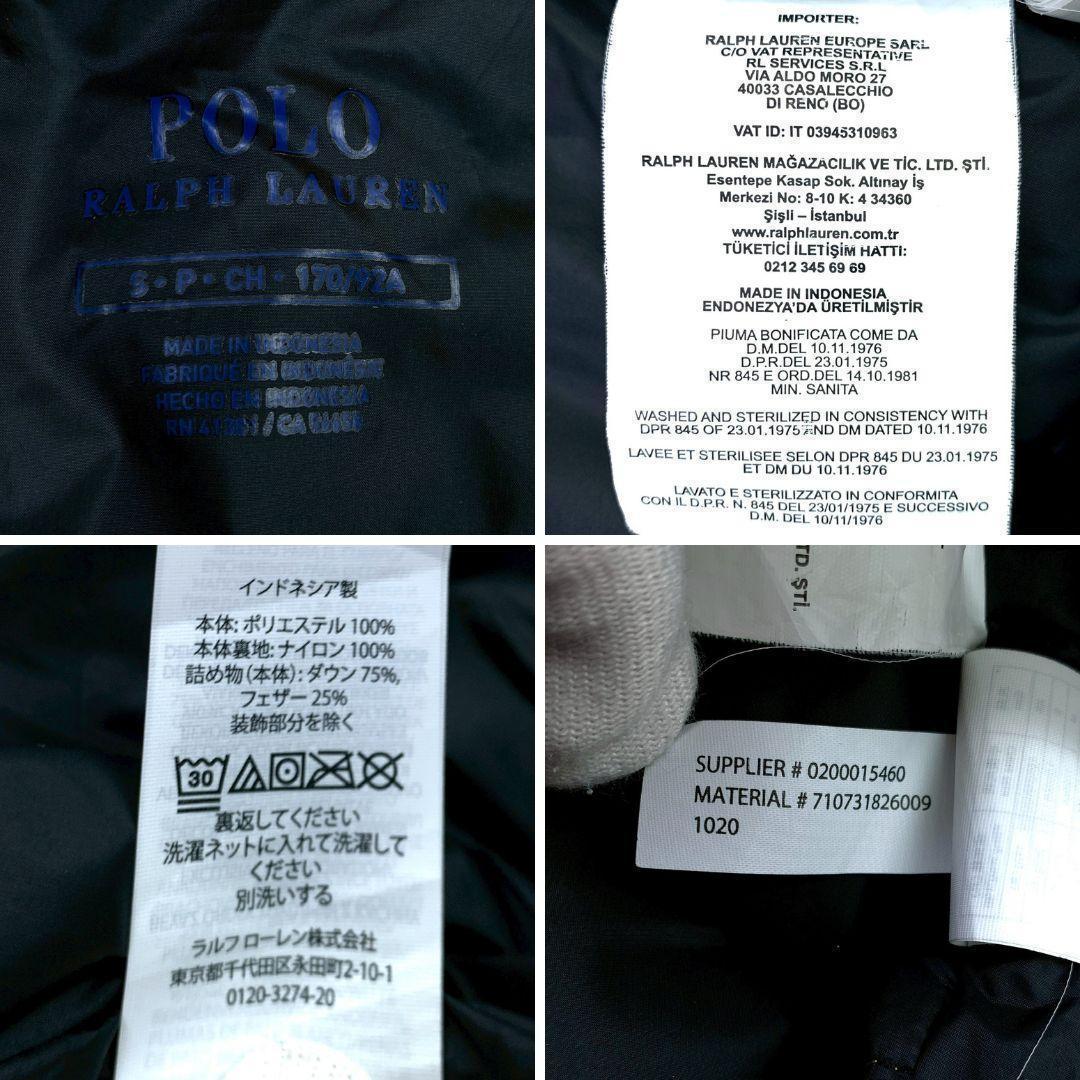 POLO
RALPH LAUREN
S • P • CH • 170/92A
MADE IN INDONESIA
FABRIQUÉ EN INDONÉSIE
HECHO EN INDONESIA
RN 41381 / CA
IMPORTER:
RALPH LAUREN EUROPE SARL
C/O VAT REPRESENTATIVE
RL SERVICES S.R.L
VIA ALDO MORO 27
40033 CASALECCHIO
DI RENO (BO)
VAT ID: IT 03945310963
RALPH LAUREN MAĞAZACILIK VE TİC. LTD. ŞTİ.
Esentepe Kasap Sok. Altınay İş
Merkezi No: 8-10 K: 4 34360
Şişli – İstanbul
www.ralphlauren.com.tr
TÜKETİCİ İLETİŞİM HATTI:
0212 345 69 69
MADE IN INDONESIA
ENDONEZYA'DA ÜRETİLMİŞTİR
PIUMA BONIFICATA COME DA
D.M.DEL 10.11.1976
D.P.R.DEL 23.01.1975
NR 845 E ORD.DEL 14.10.1981
MIN. SANITA
WASHED AND STERILIZED IN CONSISTENCY WITH
DPR 845 OF 23.01.1975 AND DM DATED 10.11.1976
LAVEE ET STERILISEE SELON DPR 845 DU 23.01.1975
ET DM DU 10.11.1976
LAVATO E STERILIZZATO IN CONFORMITA
CON IL D.P.R. N. 845 DEL 23/01/1975 E SUCCESSIVO
D.M. DEL 10/11/1976
インドネシア製
本体: ポリエステル 100%
本体裏地: ナイロン 100%
詰め物 (本体) : ダウン 75%,
フェザー 25%
装飾部分を除く
30
裏返してください
洗濯ネットに入れて洗濯して
ください
別洗いする
ラルフ ローレン株式会社
東京都千代田区永田町2-10-1
0120-3274-20
TD. ŞTİ.
SUPPLIER # 0200015460
MATERIAL # 710731826009
1020